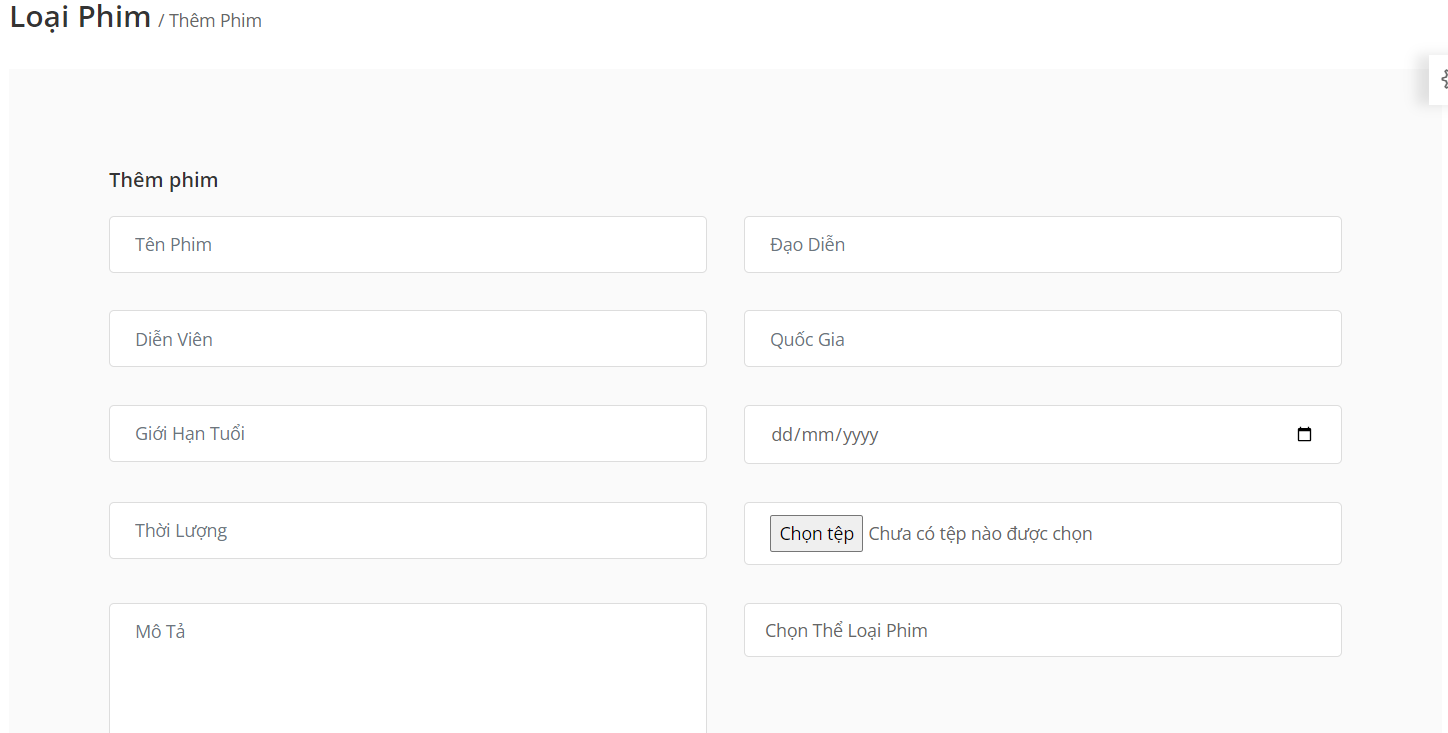 Loại Phim / Thêm Phim
Thêm phim
Tên Phim
Đạo Diễn
Diễn Viên
Quốc Gia
Giới Hạn Tuổi
dd/mm/yyyy
Thời Lượng
Chọn tệp Chưa có tệp nào được chọn
Mô Tả
Chọn Thể Loại Phim